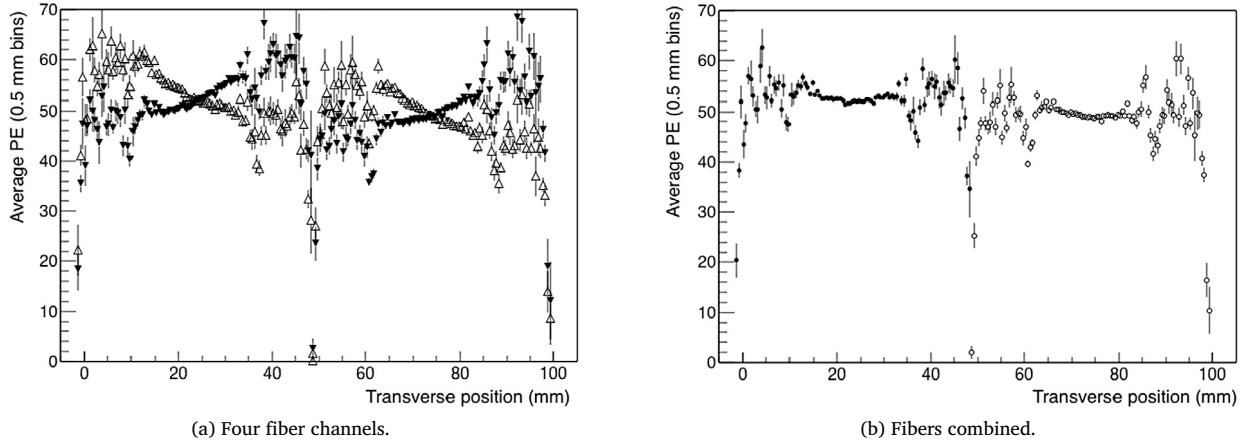 70
60
50
40
30
20
10
0
Average PE (0.5 mm bins)
0 20 40 60 80 100
Transverse position (mm)
(a) Four fiber channels.
70
60
50
40
30
20
10
0
Average PE (0.5 mm bins)
0 20 40 60 80 100
Transverse position (mm)
(b) Fibers combined.